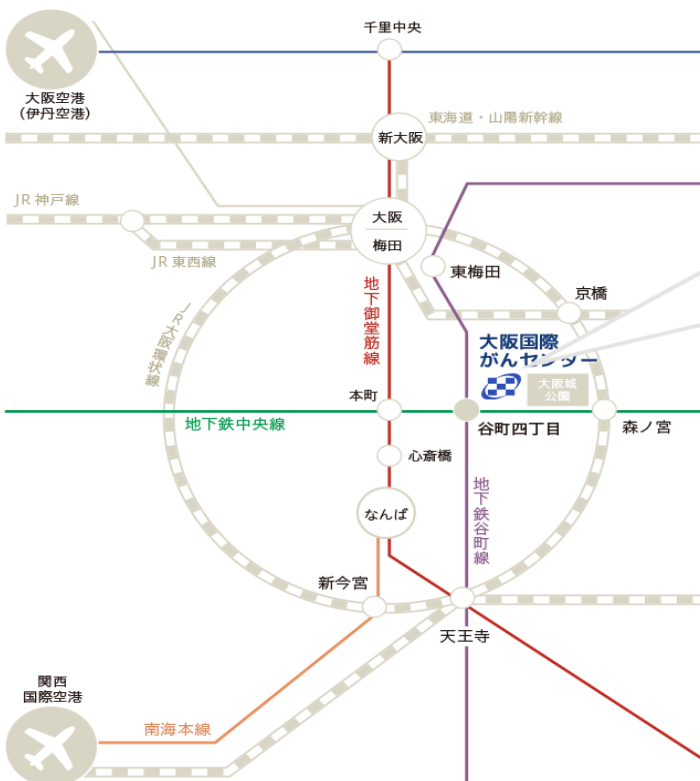 千里中央
大阪空港
（伊丹空港）
東海道・山陽新幹線
新大阪
JR 神戸線
大阪
梅田
JR 東西線
東梅田
地下御堂筋線
京橋
JR大阪環状線
大阪国際
がんセンター
大阪城
公園
本町
地下鉄中央線
谷町四丁目
森ノ宮
心斎橋
地下鉄谷町線
なんば
新今宮
天王寺
関西
国際空港
南海本線